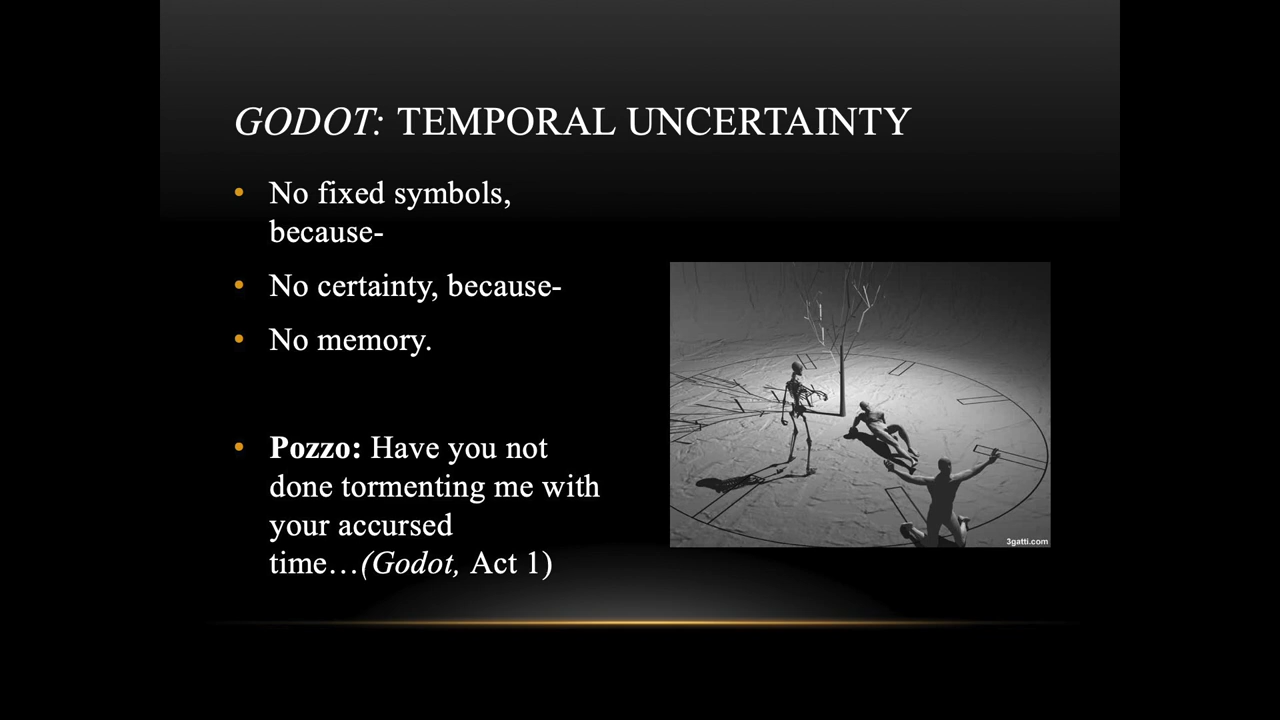 GODOT: TEMPORAL UNCERTAINTY
• No fixed symbols,
because-
• No certainty, because-
• No memory.
• Pozzo: Have you not
done tormenting me with
your accursed
time…(Godot, Act 1)
3gatti.com